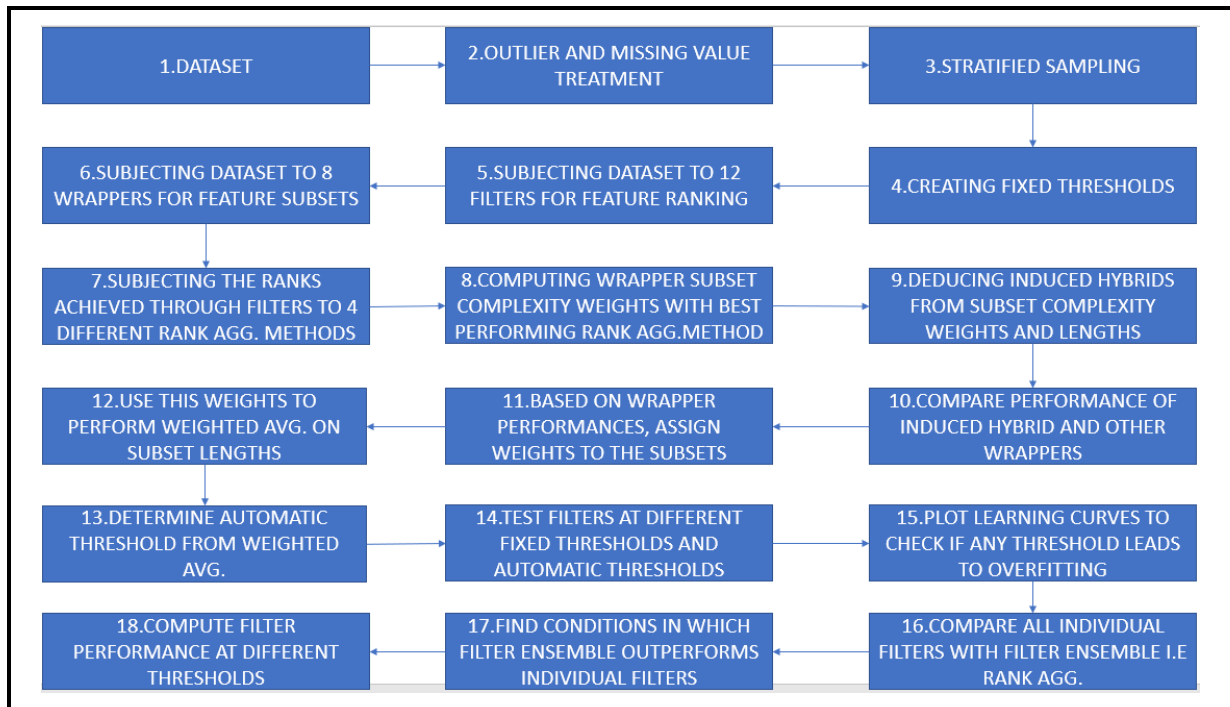 1.DATASET
2.OUTLIER AND MISSING VALUE
TREATMENT
3.STRATIFIED SAMPLING
4.CREATING FIXED THRESHOLDS
5.SUBJECTING DATASET TO 12
FILTERS FOR FEATURE RANKING
6.SUBJECTING DATASET TO 8
WRAPPERS FOR FEATURE SUBSETS
7.SUBJECTING THE RANKS
ACHIEVED THROUGH FILTERS TO 4
DIFFERENT RANK AGG. METHODS
8.COMPUTING WRAPPER SUBSET
COMPLEXITY WEIGHTS WITH BEST
PERFORMING RANK AGG.METHOD
9.DEDUCING INDUCED HYBRIDS
FROM SUBSET COMPLEXITY
WEIGHTS AND LENGTHS
10.COMPARE PERFORMANCE OF
INDUCED HYBRID AND OTHER
WRAPPERS
11.BASED ON WRAPPER
PERFORMANCES, ASSIGN
WEIGHTS TO THE SUBSETS
12.USE THIS WEIGHTS TO
PERFORM WEIGHTED AVG. ON
SUBSET LENGTHS
13.DETERMINE AUTOMATIC
THRESHOLD FROM WEIGHTED
AVG.
14.TEST FILTERS AT DIFFERENT
FIXED THRESHOLDS AND
AUTOMATIC THRESHOLDS
15.PLOT LEARNING CURVES TO
CHECK IF ANY THRESHOLD LEADS
TO OVERFITTING
16.COMPARE ALL INDIVIDUAL
FILTERS WITH FILTER ENSEMBLE I.E
RANK AGG.
17.FIND CONDITIONS IN WHICH
FILTER ENSEMBLE OUTPERFORMS
INDIVIDUAL FILTERS
18.COMPUTE FILTER
PERFORMANCE AT DIFFERENT
THRESHOLDS